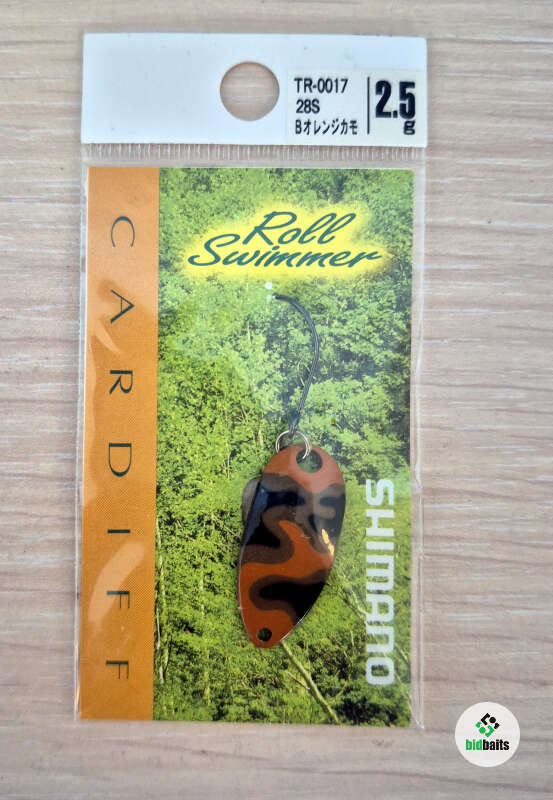 TR-0017
28S
Bオレンジカモ
2.5
g
Roll
Swimmer
CARDIFF
SHIMANO
bidbaits